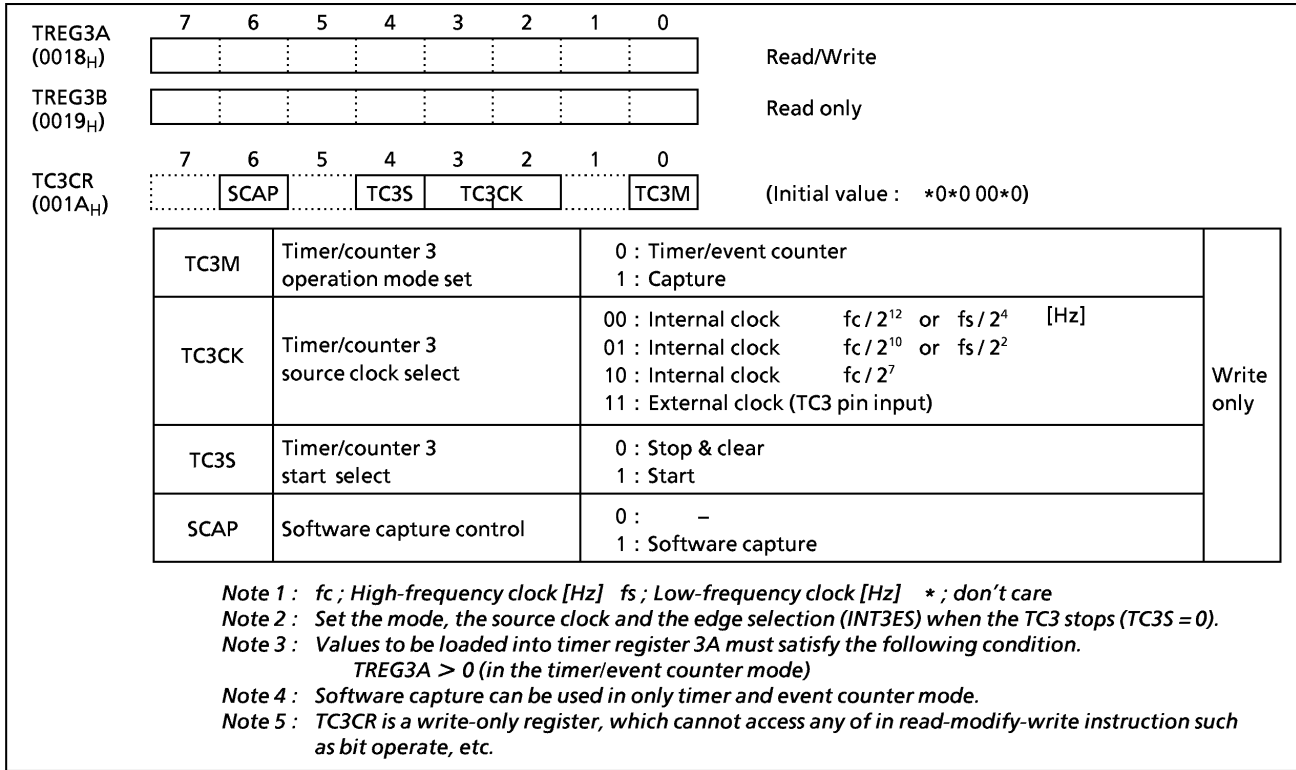 7 6 5 4 3 2 1 0
TREG3A
(0018H) Read/Write
TREG3B
(0019H) Read only
7 6 5 4 3 2 1 0
TC3CR
(001AH) SCAP TC3S TC3CK TC3M (Initial value : *0*0 00*0)
TC3M Timer/counter 3
operation mode set
0 : Timer/event counter
1 : Capture
TC3CK Timer/counter 3
source clock select
00 : Internal clock fc / 2¹² or fs / 2⁴ [Hz]
01 : Internal clock fc / 2¹⁰ or fs / 2²
10 : Internal clock fc / 2⁷
11 : External clock (TC3 pin input)
TC3S Timer/counter 3
start select
0 : Stop & clear
1 : Start
SCAP Software capture control
0 : –
1 : Software capture
Write
only
Note 1 : fc ; High-frequency clock [Hz] fs ; Low-frequency clock [Hz] * ; don't care
Note 2 : Set the mode, the source clock and the edge selection (INT3ES) when the TC3 stops (TC3S = 0).
Note 3 : Values to be loaded into timer register 3A must satisfy the following condition.
TREG3A > 0 (in the timer/event counter mode)
Note 4 : Software capture can be used in only timer and event counter mode.
Note 5 : TC3CR is a write-only register, which cannot access any of in read-modify-write instruction such
as bit operate, etc.